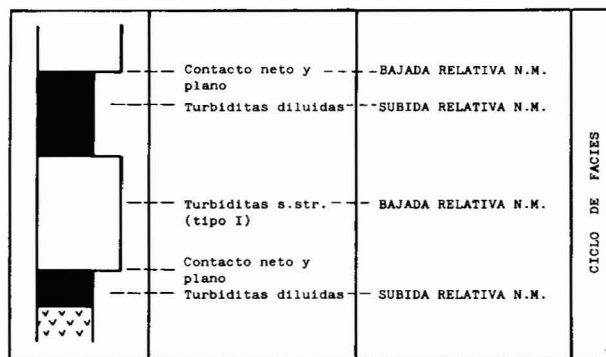 Contacto neto y plano --- BAJADA RELATIVA N.M.
Turbiditas diluidas --- SUBIDA RELATIVA N.M.
Turbiditas s.str. (tipo I) --- BAJADA RELATIVA N.M.
Contacto neto y plano
Turbiditas diluidas --- SUBIDA RELATIVA N.M.
CICLO DE FACIES